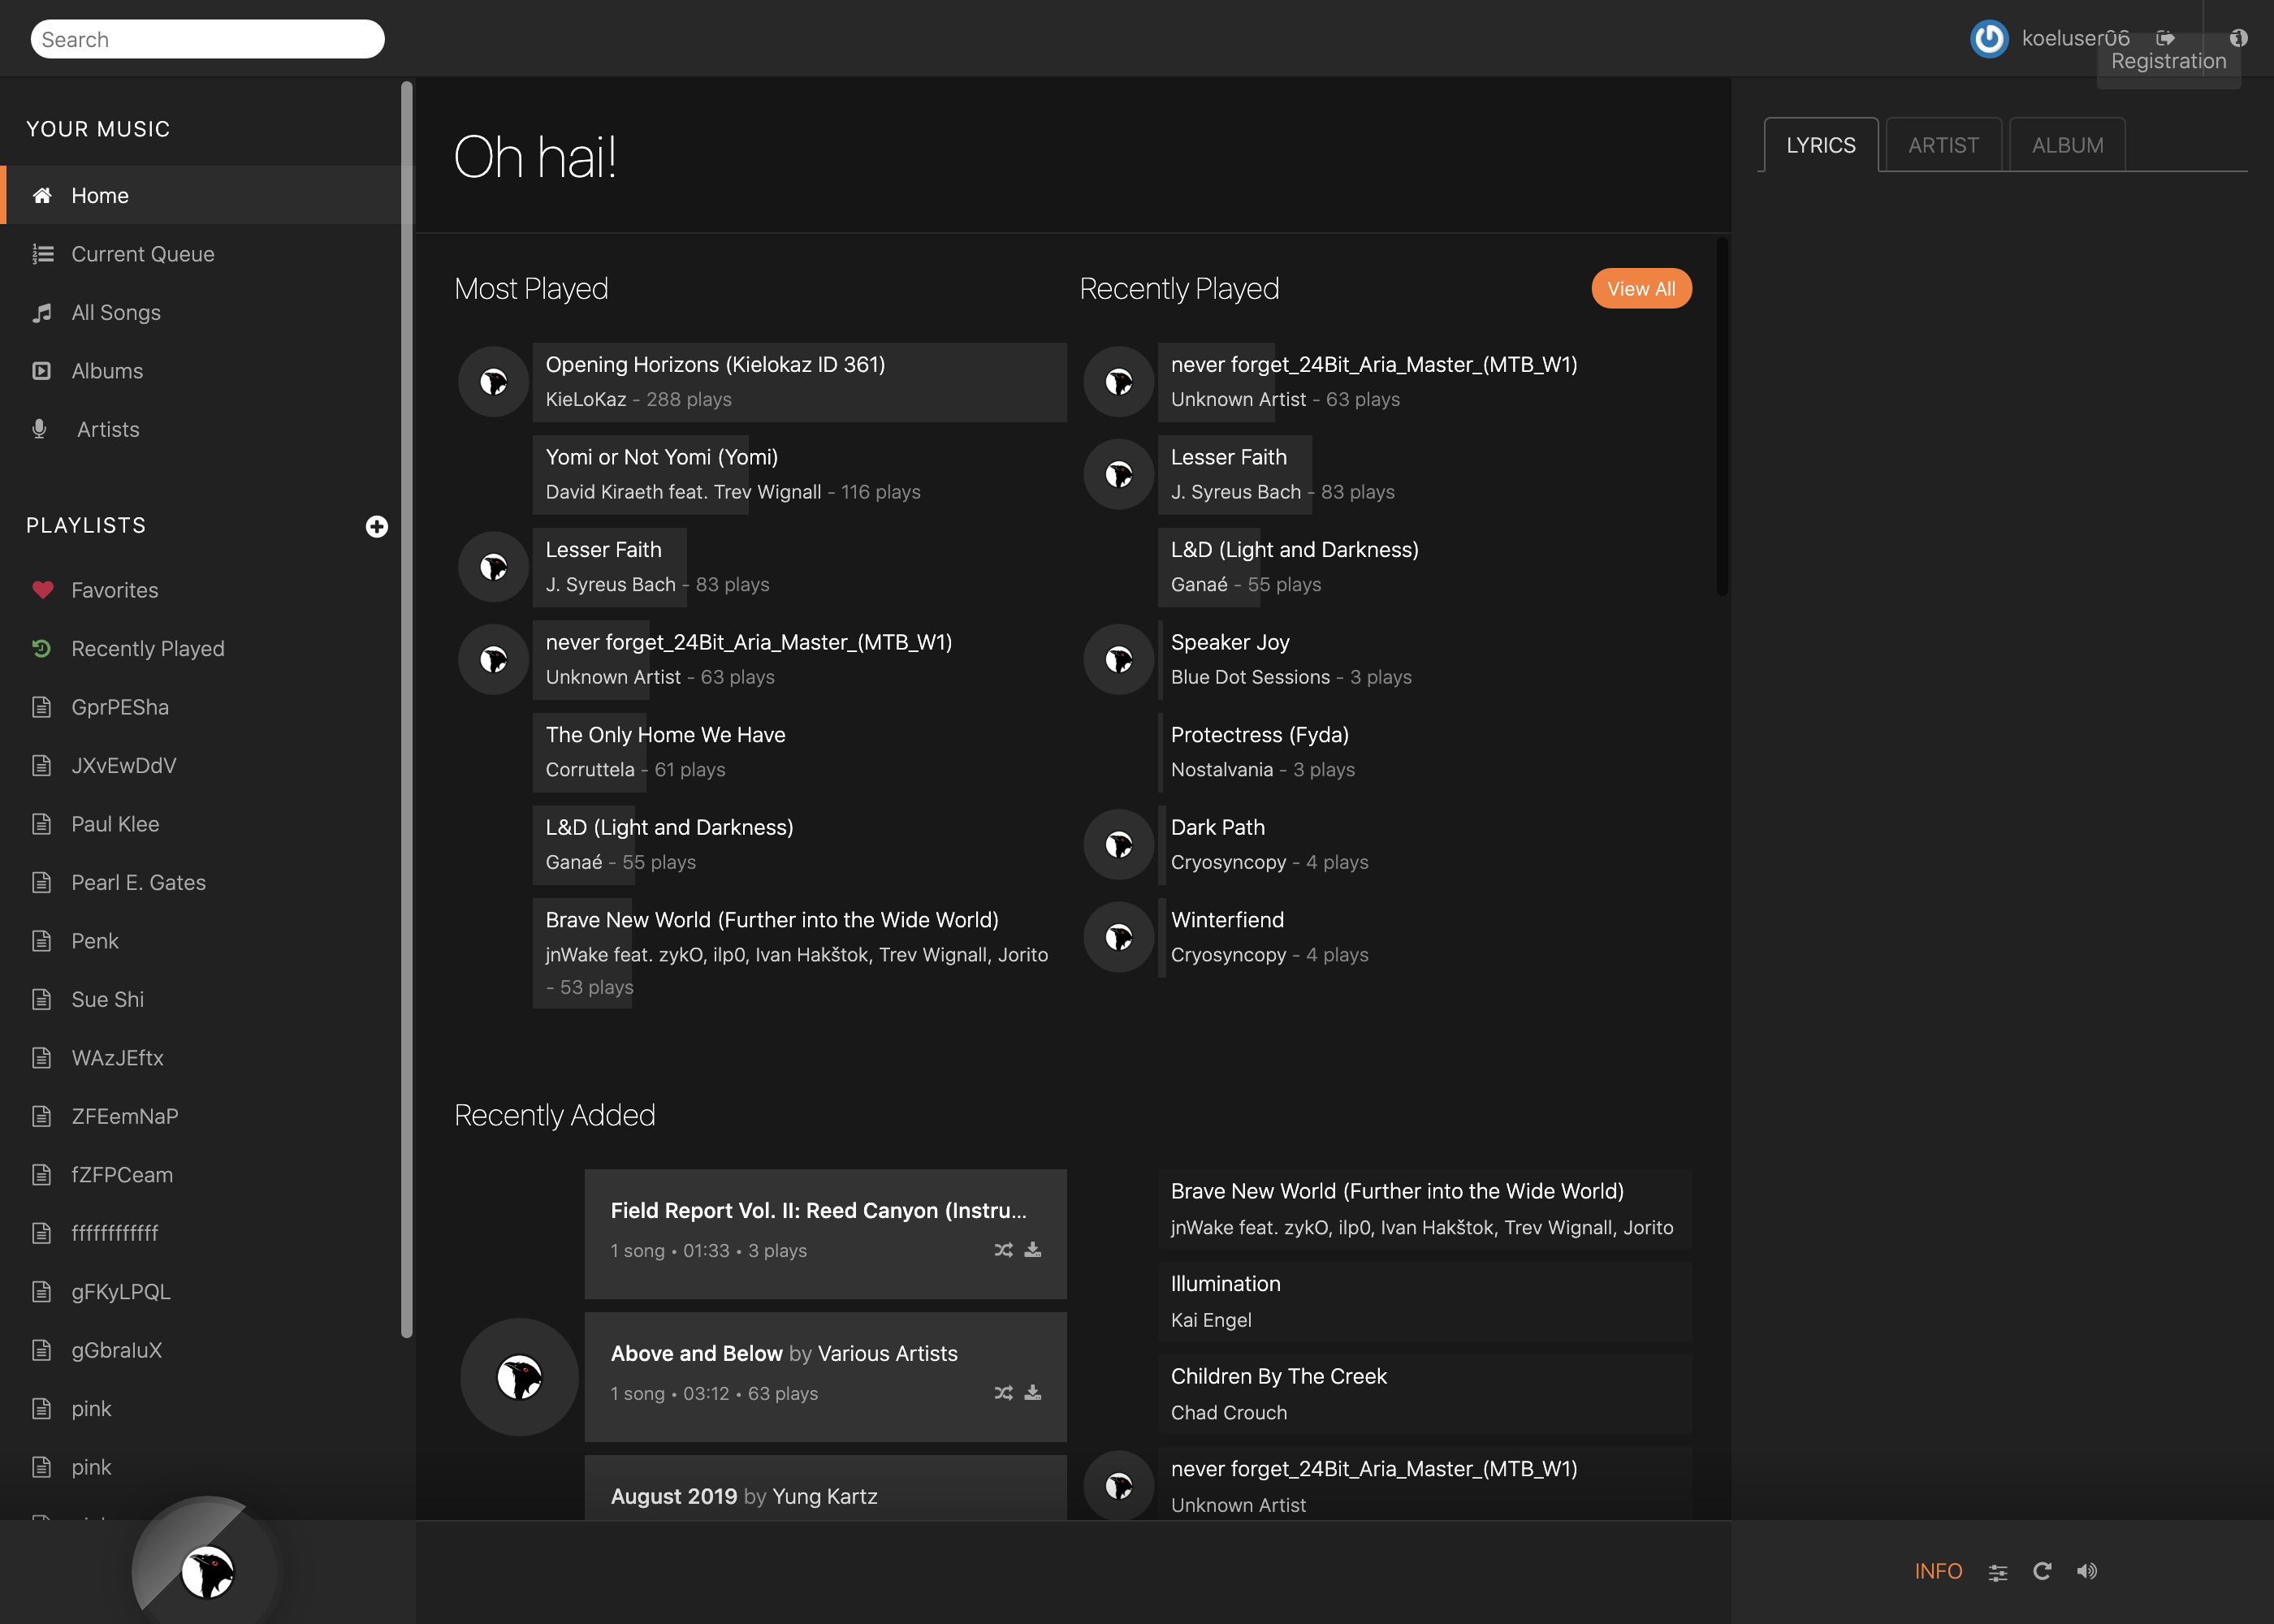 Search
koeluser06
Registration
YOUR MUSIC
Home
Current Queue
All Songs
Albums
Artists
PLAYLISTS
Favorites
Recently Played
GprPESha
JXvEwDdV
Paul Klee
Pearl E. Gates
Penk
Sue Shi
WAzJEftx
ZFEemNaP
fZFPCeam
ffffffffffff
gFKyLPQL
pink
pink
Oh hai!
Most Played
Opening Horizons (Kielokaz ID 361)
KieLoKaz - 288 plays
Yomi or Not Yomi (Yomi)
David Kiraeth feat. Trev Wignall - 116 plays
Lesser Faith
J. Syreus Bach - 83 plays
never forget_24Bit_Aria_Master_(MTB_W1)
Unknown Artist - 63 plays
The Only Home We Have
Corruttela - 61 plays
L&D (Light and Darkness)
Ganaé - 55 plays
Brave New World (Further into the Wide World)
jnWake feat. zykO, ilp0, Ivan Hakštok, Trev Wignall, Jorito
- 53 plays
Recently Played
View All
never forget_24Bit_Aria_Master_(MTB_W1)
Unknown Artist - 63 plays
Lesser Faith
J. Syreus Bach - 83 plays
L&D (Light and Darkness)
Ganaé - 55 plays
Speaker Joy
Blue Dot Sessions - 3 plays
Protectress (Fyda)
Nostalvania - 3 plays
Dark Path
Cryosyncopy - 4 plays
Winterfiend
Cryosyncopy - 4 plays
Recently Added
Field Report Vol. II: Reed Canyon (Instru...
1 song • 01:33 • 3 plays
Above and Below by Various Artists
1 song • 03:12 • 63 plays
August 2019 by Yung Kartz
Brave New World (Further into the Wide World)
jnWake feat. zykO, ilp0, Ivan Hakštok, Trev Wignall, Jorito
Illumination
Kai Engel
Children By The Creek
Chad Crouch
never forget_24Bit_Aria_Master_(MTB_W1)
Unknown Artist
LYRICS
ARTIST
ALBUM
INFO